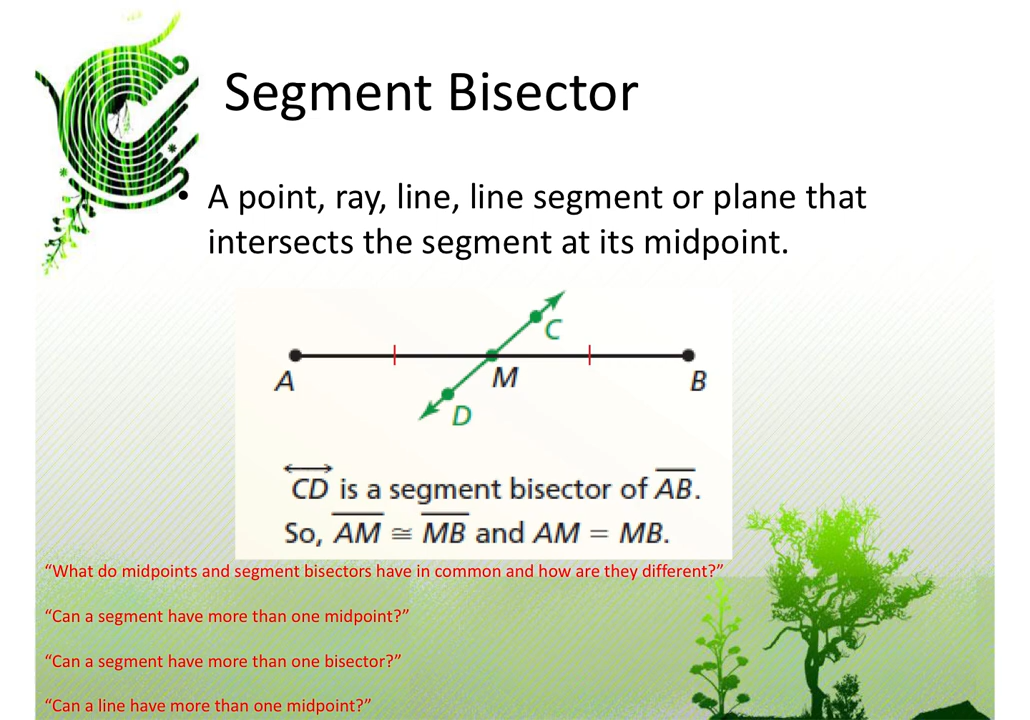 Segment Bisector
• A point, ray, line, line segment or plane that
intersects the segment at its midpoint.
C
A M B
D
CD is a segment bisector of AB.
So, AM ≅ MB and AM = MB.
“What do midpoints and segment bisectors have in common and how are they different?”
“Can a segment have more than one midpoint?”
“Can a segment have more than one bisector?”
“Can a line have more than one midpoint?”